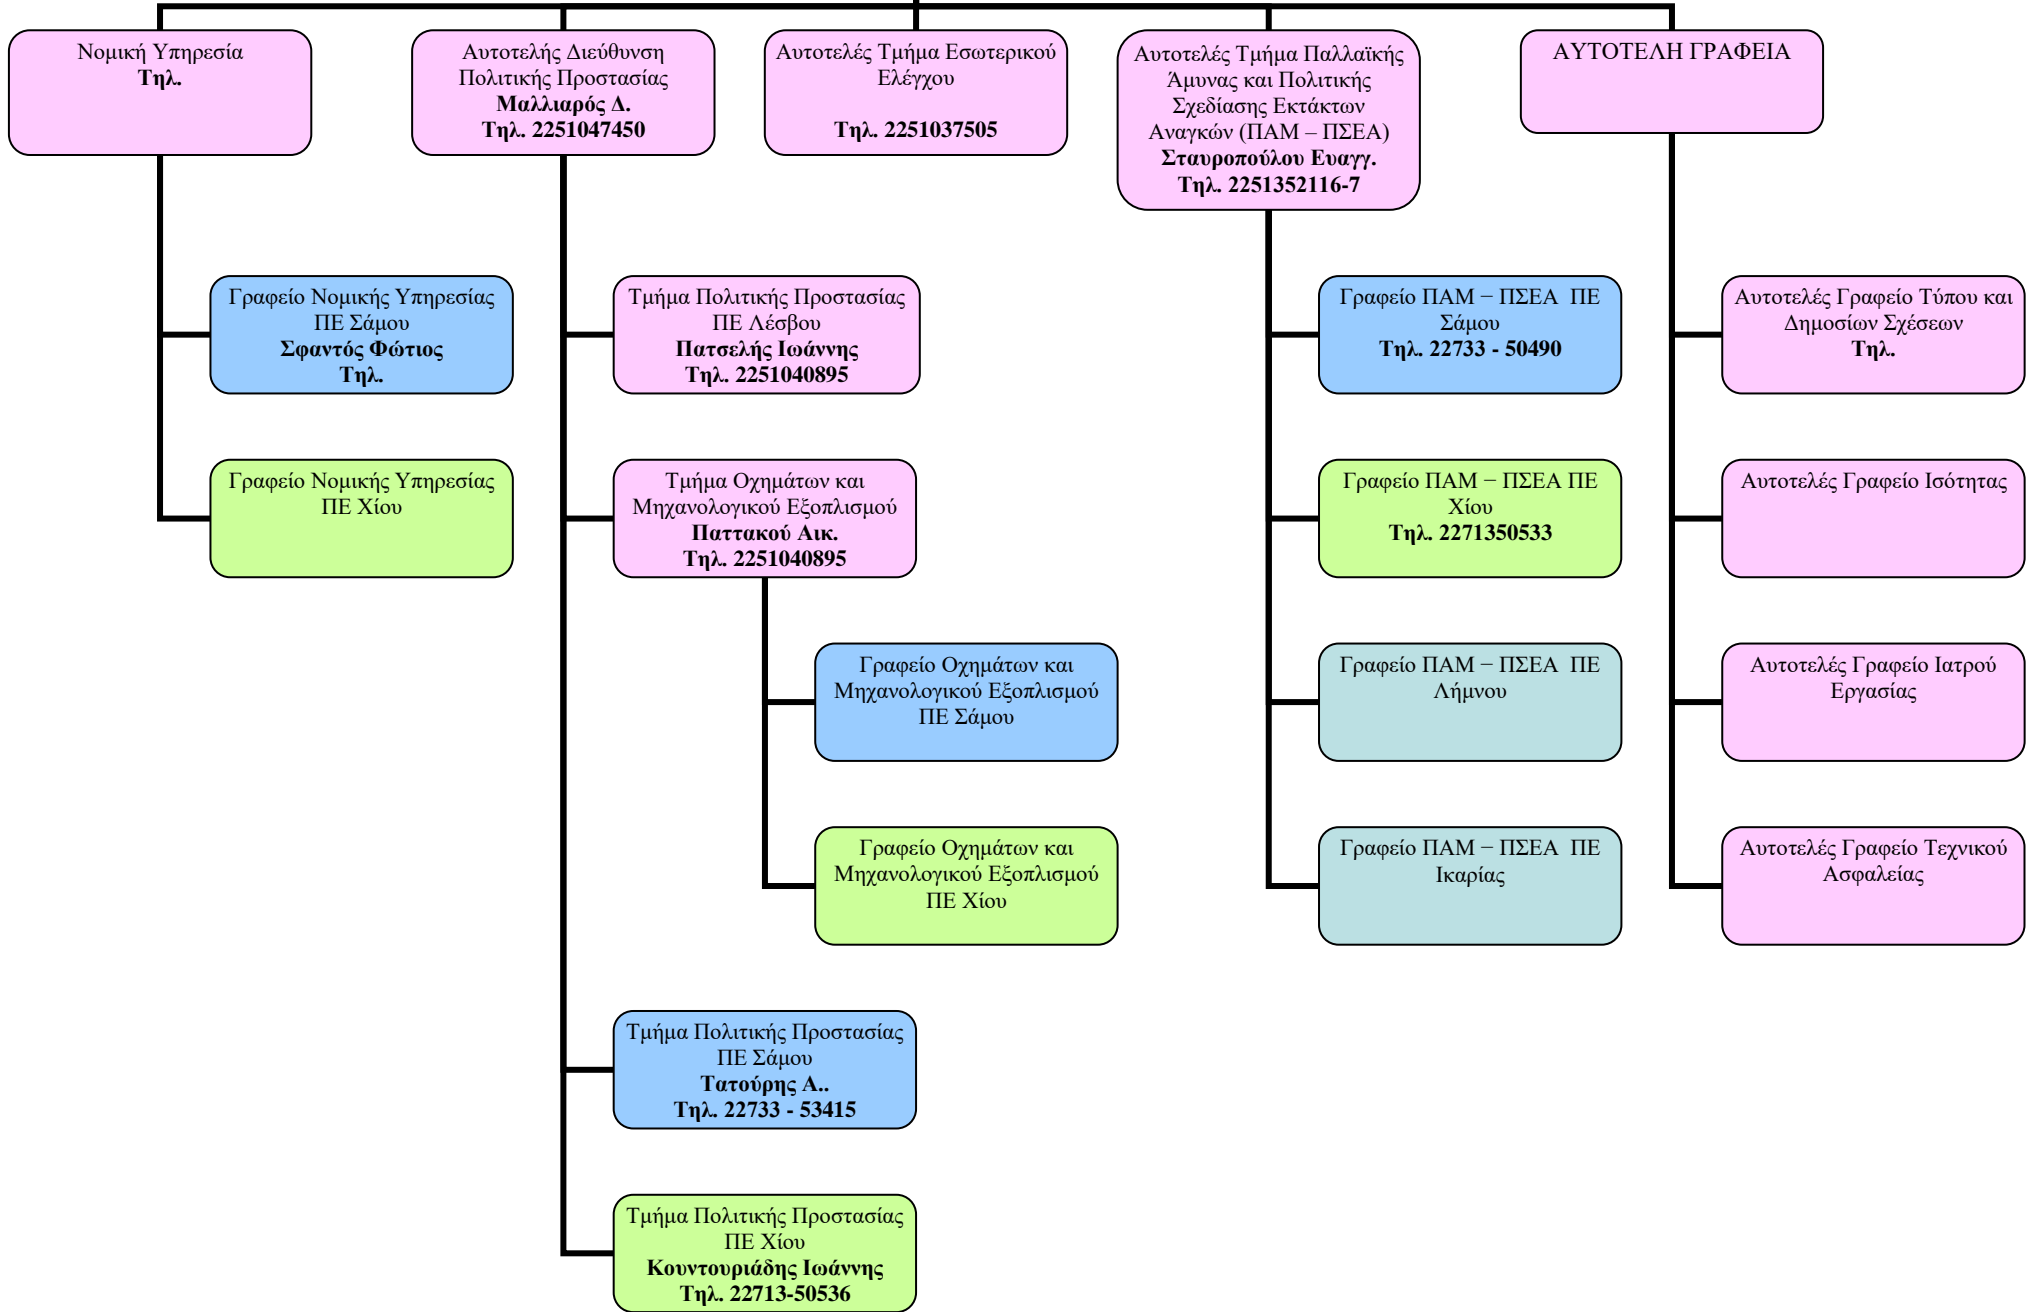 Νομική Υπηρεσία
Τηλ.
Αυτοτελής Διεύθυνση
Πολιτικής Προστασίας
Μαλλιαρός Δ.
Τηλ. 2251047450
Αυτοτελές Τμήμα Εσωτερικού
Ελέγχου
Τηλ. 2251037505
Αυτοτελές Τμήμα Παλλαϊκής
Άμυνας και Πολιτικής
Σχεδίασης Εκτάκτων
Αναγκών (ΠΑΜ – ΠΣΕΑ)
Σταυροπούλου Ευαγγ.
Τηλ. 2251352116-7
ΑΥΤΟΤΕΛΗ ΓΡΑΦΕΙΑ
Γραφείο Νομικής Υπηρεσίας
ΠΕ Σάμου
Σφαντός Φώτιος
Τηλ.
Τμήμα Πολιτικής Προστασίας
ΠΕ Λέσβου
Πατσελής Ιωάννης
Τηλ. 2251040895
Γραφείο ΠΑΜ – ΠΣΕΑ ΠΕ
Σάμου
Τηλ. 22733 - 50490
Αυτοτελές Γραφείο Τύπου και
Δημοσίων Σχέσεων
Τηλ.
Γραφείο Νομικής Υπηρεσίας
ΠΕ Χίου
Τμήμα Οχημάτων και
Μηχανολογικού Εξοπλισμού
Παττακού Αικ.
Τηλ. 2251040895
Γραφείο ΠΑΜ – ΠΣΕΑ ΠΕ
Χίου
Τηλ. 2271350533
Αυτοτελές Γραφείο Ισότητας
Γραφείο Οχημάτων και
Μηχανολογικού Εξοπλισμού
ΠΕ Σάμου
Γραφείο ΠΑΜ – ΠΣΕΑ ΠΕ
Λήμνου
Αυτοτελές Γραφείο Ιατρού
Εργασίας
Γραφείο Οχημάτων και
Μηχανολογικού Εξοπλισμού
ΠΕ Χίου
Γραφείο ΠΑΜ – ΠΣΕΑ ΠΕ
Ικαρίας
Αυτοτελές Γραφείο Τεχνικού
Ασφαλείας
Τμήμα Πολιτικής Προστασίας
ΠΕ Σάμου
Τατούρης Α..
Τηλ. 22733 - 53415
Τμήμα Πολιτικής Προστασίας
ΠΕ Χίου
Κουντουριάδης Ιωάννης
Τηλ. 22713-50536